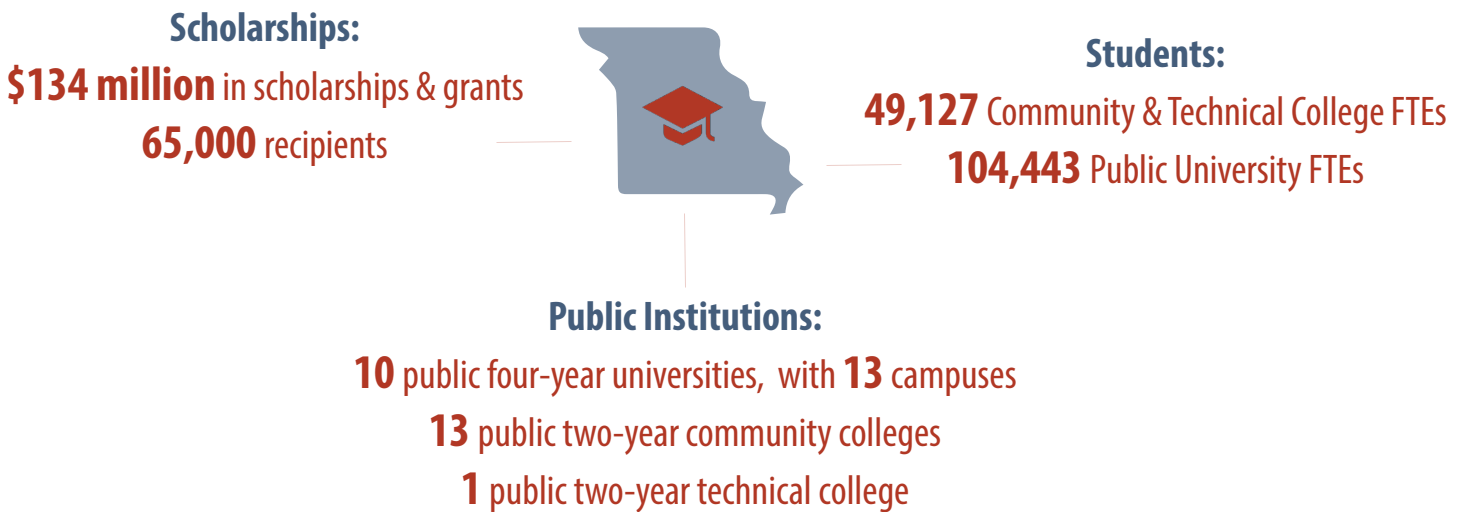 Scholarships:
$134 million in scholarships & grants
65,000 recipients
Students:
49,127 Community & Technical College FTEs
104,443 Public University FTEs
Public Institutions:
10 public four-year universities, with 13 campuses
13 public two-year community colleges
1 public two-year technical college